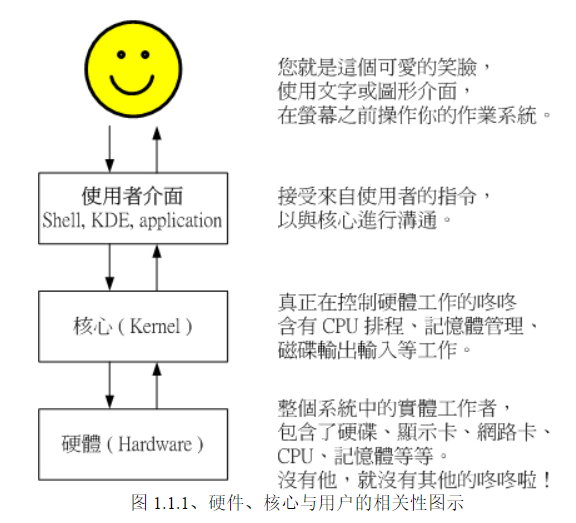 您就是這個可愛的笑臉，
使用文字或圖形介面，
在螢幕之前操作你的作業系統。
使用者介面
Shell, KDE, application
接受來自使用者的指令，
以與核心進行溝通。
核心 ( Kernel )
真正在控制硬體工作的咚咚
含有 CPU 排程、記憶體管理、
磁碟輸出輸入等工作。
硬體 ( Hardware )
整個系統中的實體工作者，
包含了硬碟、顯示卡、網路卡、
CPU、記憶體等等。
沒有他，就沒有其他的咚咚啦！
图 1.1.1、硬件、核心与用户的相关性图示